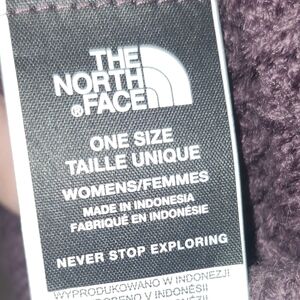 THE
NORTH
FACE
®
ONE SIZE
TAILLE UNIQUE
WOMENS/FEMMES
MADE IN INDONESIA
FABRIQUÉ EN INDONÉSIE
NEVER STOP EXPLORING
WYPRODUKOWANO W INDONEZJI